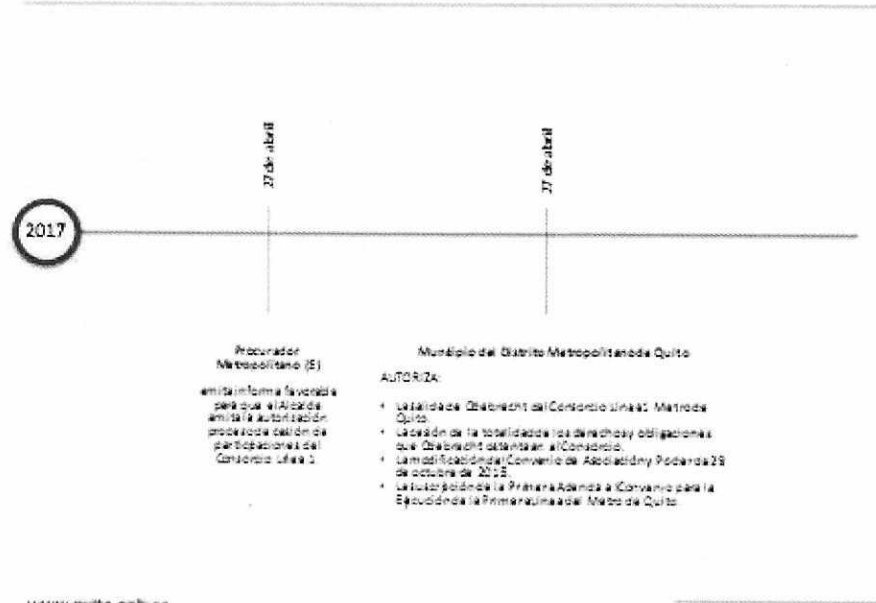 27 de abril
27 de abril
2017
Procurador
Metropolitano (E)
emite informe favorable
para que el Alcalde
emita la autorización
proceso de cesión de
participaciones del
Consorcio Línea 1
Municipio del Distrito Metropolitano de Quito
AUTORIZA:
• La salida de Odebrecht del Consorcio Línea 1 Metro de
Quito.
• La cesión de la totalidad de los derechos y obligaciones
que Odebrecht ostenta en el Consorcio.
• La modificación del Convenio de Asociación y Poder de 28
de octubre de 2015.
• La suscripción de la Primera Adenda al Convenio para la
Ejecución de la Primera Línea del Metro de Quito.